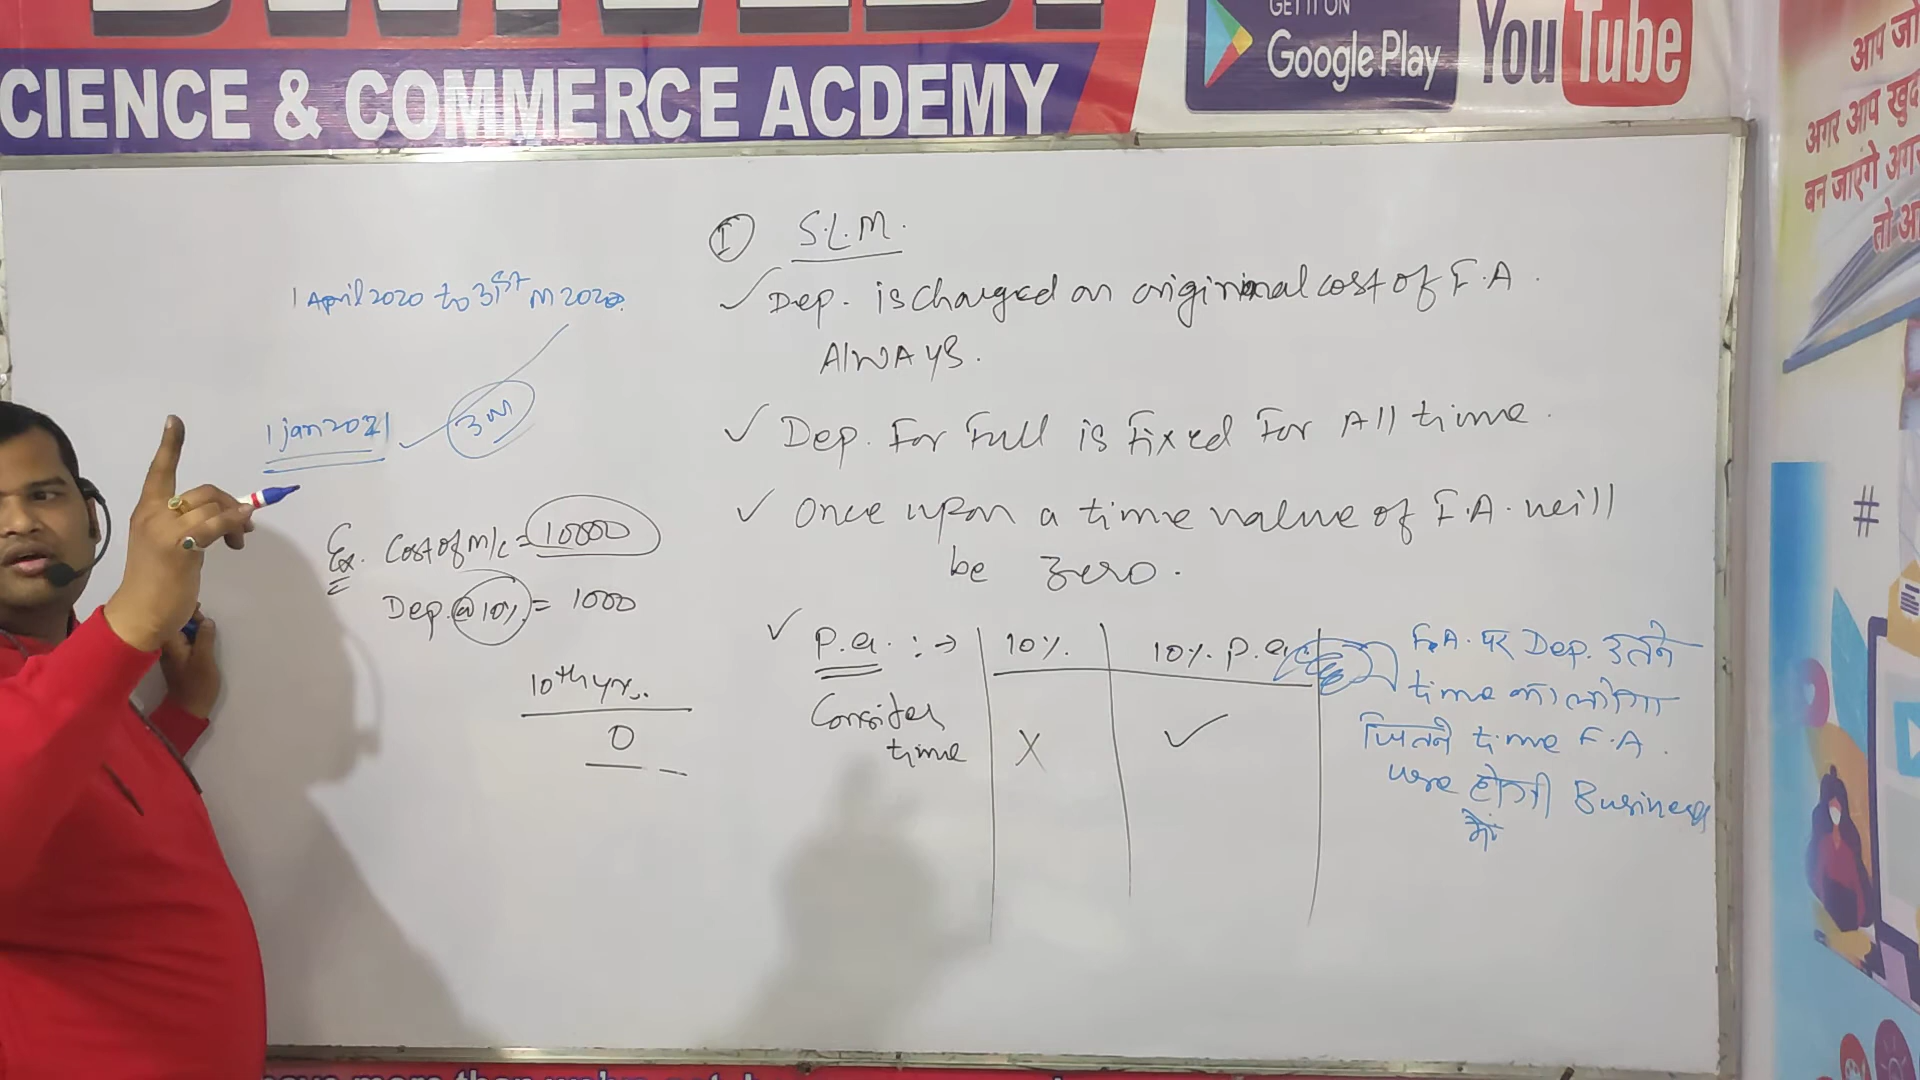 CIENCE & COMMERCE ACDEMY
GET IT ON
Google Play
YouTube
आप जो
अगर आप खुद
बन जाएंगे अगर
तो आ
#
1 April 2020 to 31st m 2020.
1 jan 2021
3m
Ex. Cost of m/c = 10000
Dep. @ 10% = 1000
10th yr.
0
I S.L.M.
✓ Dep. is charged on original cost of F.A.
AlWAYS.
✓ Dep. For Full is Fixed For All time.
✓ Once upon a time value of F.A. will
be zero.
✓ P.a. :→ 10% 10% p.a.
Consider
time X ✓
F.A. पर Dep. उतने
time का लगेगा
जितने time F.A.
use होगी Business
में